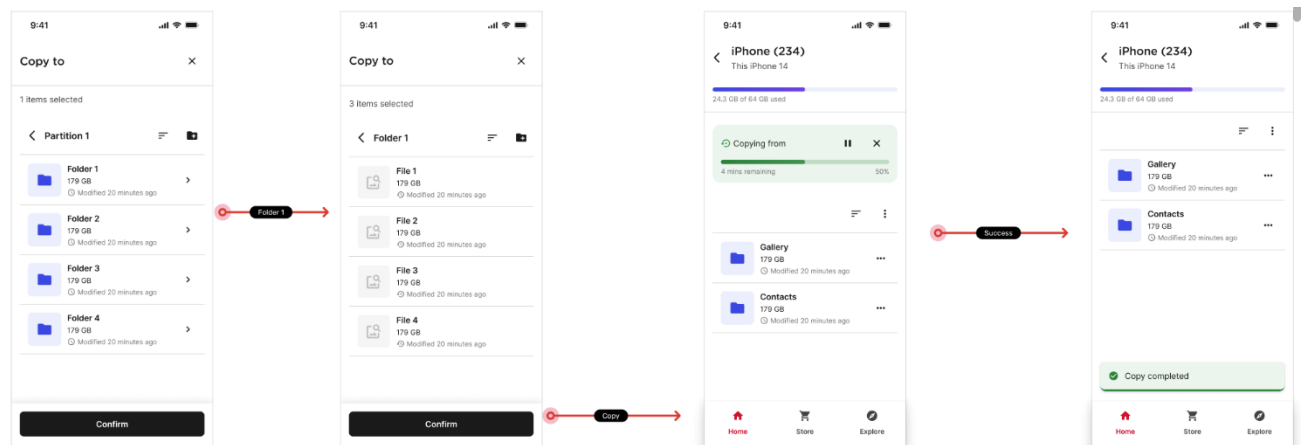 9:41
Copy to
1 items selected
Partition 1
Folder 1
179 GB
Modified 20 minutes ago
Folder 2
179 GB
Modified 20 minutes ago
Folder 3
179 GB
Modified 20 minutes ago
Folder 4
179 GB
Modified 20 minutes ago
Confirm
Folder 1
9:41
Copy to
3 items selected
Folder 1
File 1
179 GB
Modified 20 minutes ago
File 2
179 GB
Modified 20 minutes ago
File 3
179 GB
Modified 20 minutes ago
File 4
179 GB
Modified 20 minutes ago
Confirm
Copy
9:41
iPhone (234)
This iPhone 14
24.3 GB of 64 GB used
Copying from
4 mins remaining 50%
Gallery
179 GB
Modified 20 minutes ago
Contacts
179 GB
Modified 20 minutes ago
Home Store Explore
Success
9:41
iPhone (234)
This iPhone 14
24.3 GB of 64 GB used
Gallery
179 GB
Modified 20 minutes ago
Contacts
179 GB
Modified 20 minutes ago
Copy completed
Home Store Explore